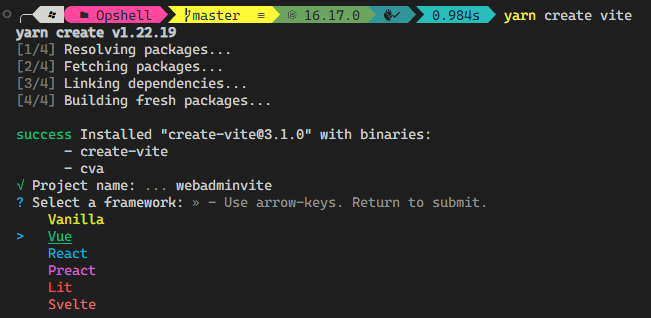 Opshell master ≡ 16.17.0 0.984s yarn create vite
yarn create v1.22.19
[1/4] Resolving packages...
[2/4] Fetching packages...
[3/4] Linking dependencies...
[4/4] Building fresh packages...
success Installed "create-vite@3.1.0" with binaries:
- create-vite
- cva
√ Project name: ... webadminvite
? Select a framework: » - Use arrow-keys. Return to submit.
Vanilla
> Vue
React
Preact
Lit
Svelte